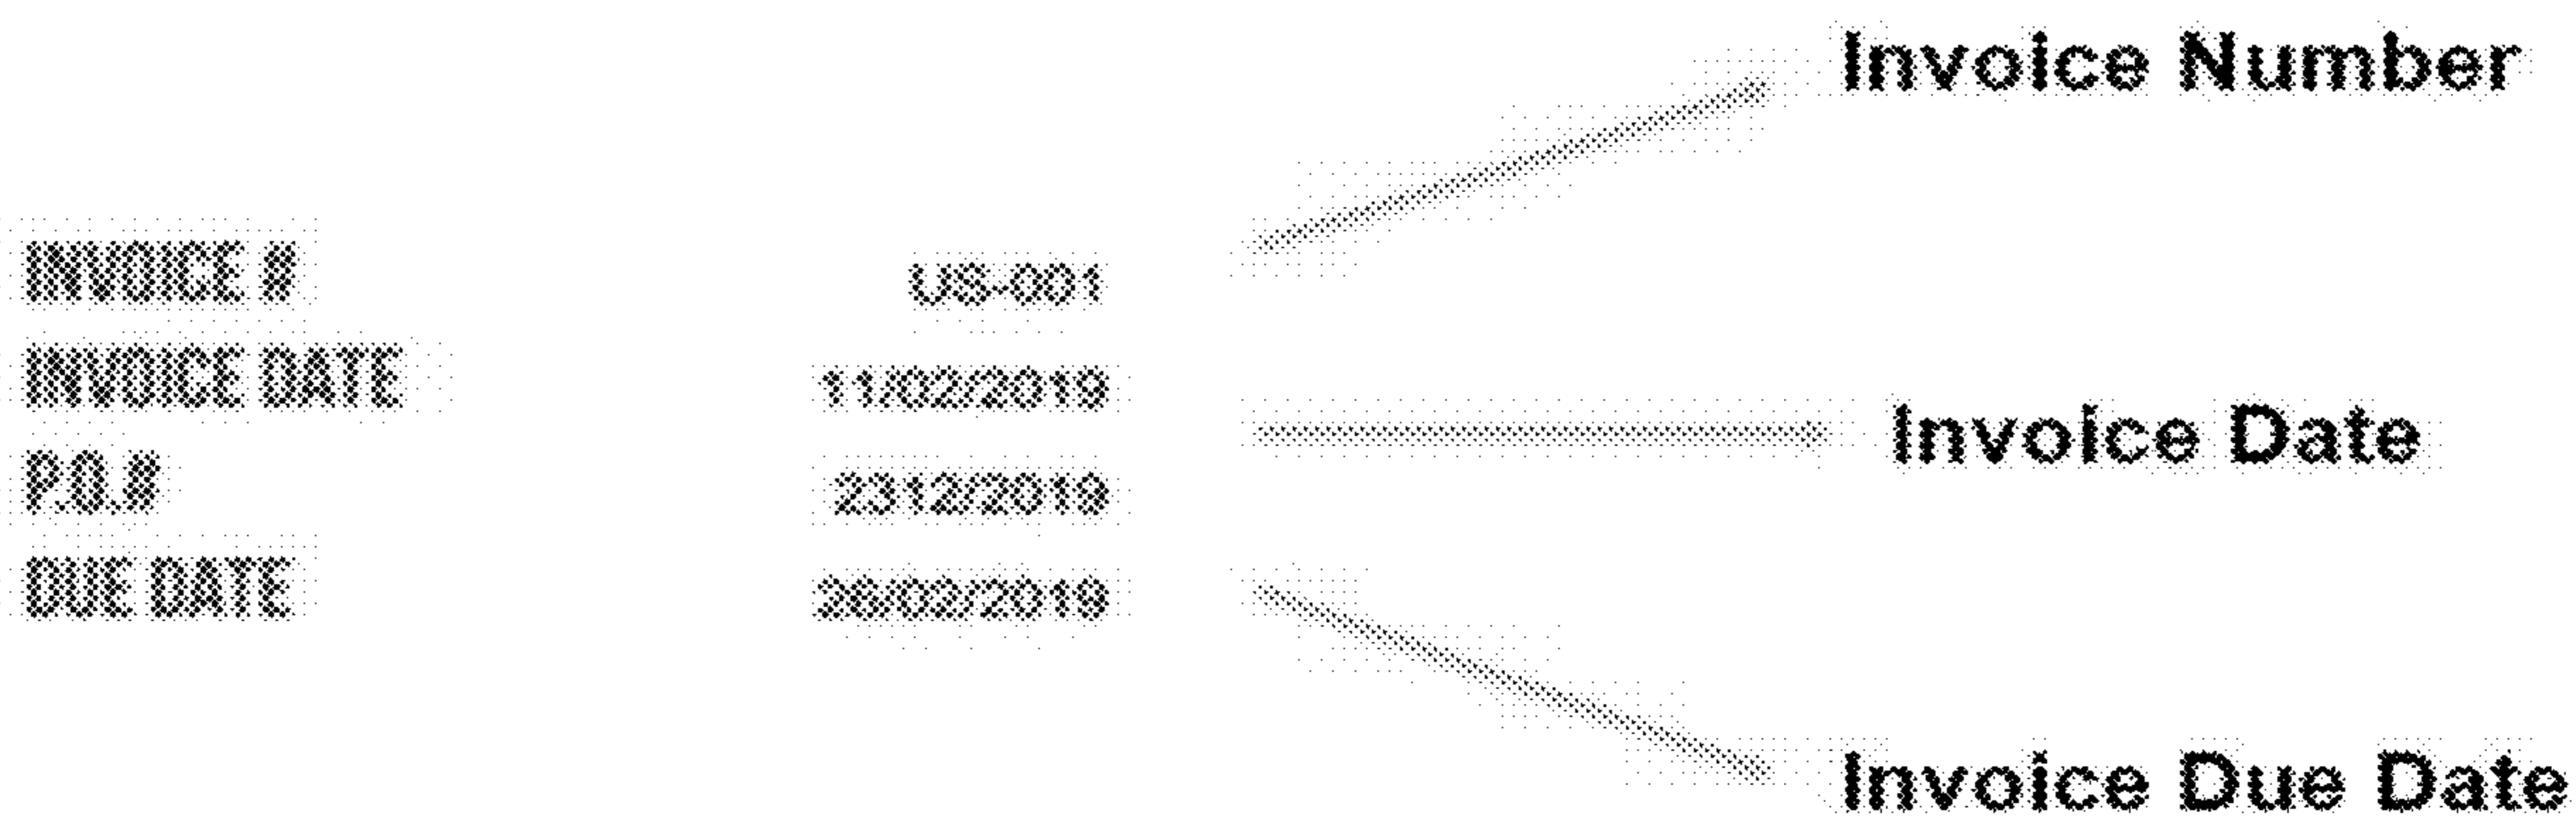 Invoice Number
INVOICE # US-001
INVOICE DATE 11/02/2019
Invoice Date
P.O.# 2312/2019
DUE DATE 26/02/2019
Invoice Due Date